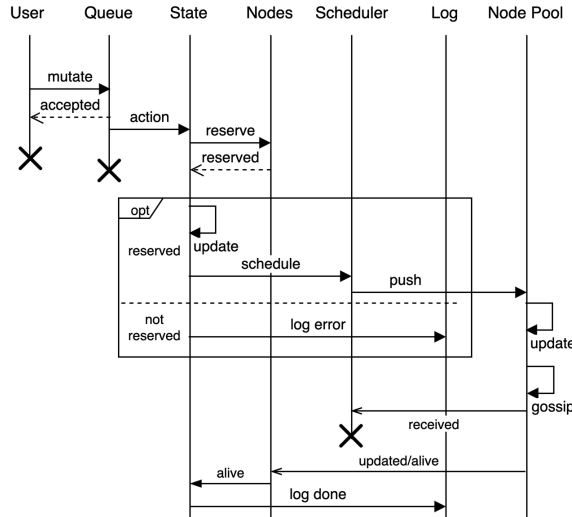 User Queue State Nodes Scheduler Log Node Pool
mutate
accepted
action
reserve
reserved
opt
update
reserved
schedule
push
not
reserved
log error
update
gossip
received
updated/alive
alive
log done